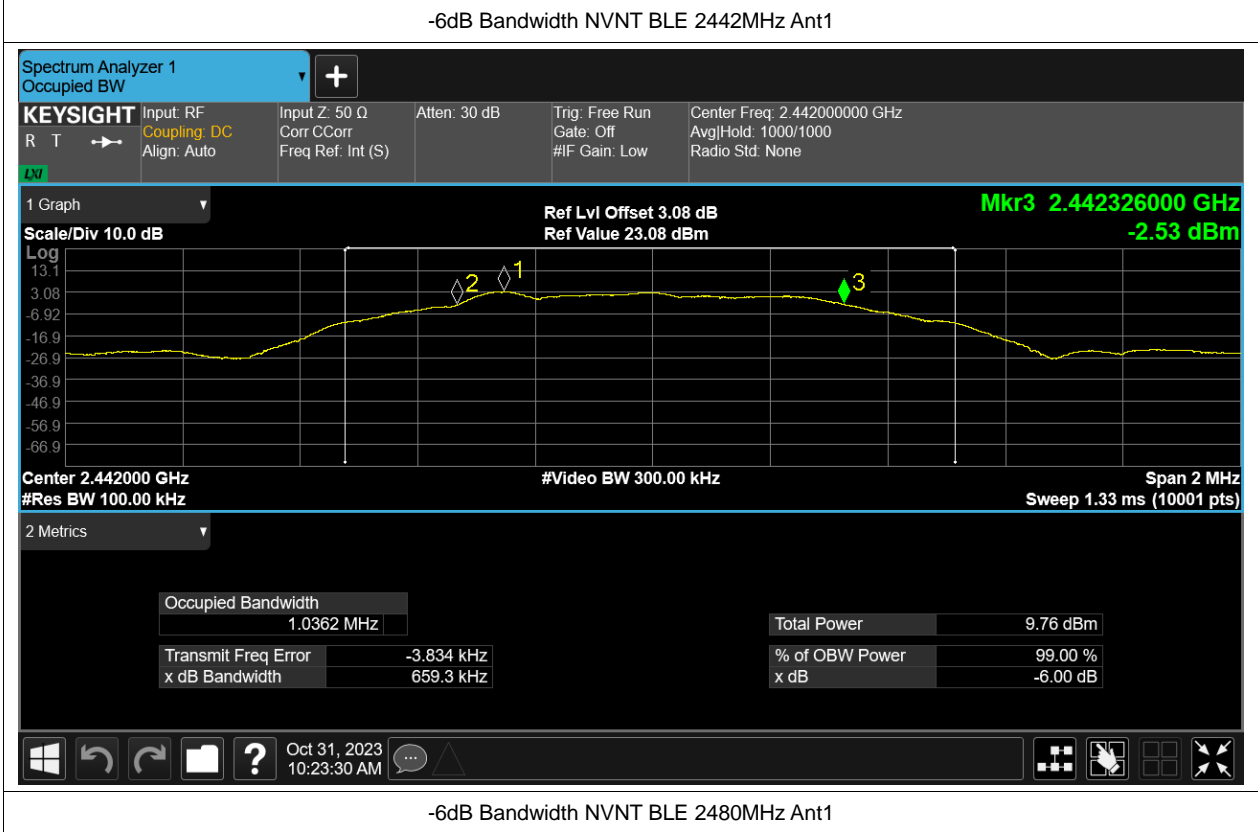 -6dB Bandwidth NVNT BLE 2442MHz Ant1
Spectrum Analyzer 1
Occupied BW
KEYSIGHT
R T
LXI
Input: RF
Coupling: DC
Align: Auto
Input Z: 50 Ω
Corr CCorr
Freq Ref: Int (S)
Atten: 30 dB
Trig: Free Run
Gate: Off
#IF Gain: Low
Center Freq: 2.442000000 GHz
Avg|Hold: 1000/1000
Radio Std: None
1 Graph
Scale/Div 10.0 dB
Ref Lvl Offset 3.08 dB
Ref Value 23.08 dBm
Mkr3 2.442326000 GHz
-2.53 dBm
Log
13.1
3.08
-6.92
-16.9
-26.9
-36.9
-46.9
-56.9
-66.9
2
1
3
Center 2.442000 GHz
#Video BW 300.00 kHz
Span 2 MHz
#Res BW 100.00 kHz
Sweep 1.33 ms (10001 pts)
2 Metrics
Occupied Bandwidth
1.0362 MHz
Total Power 9.76 dBm
Transmit Freq Error -3.834 kHz
% of OBW Power 99.00 %
x dB Bandwidth 659.3 kHz
x dB -6.00 dB
?
Oct 31, 2023
10:23:30 AM
-6dB Bandwidth NVNT BLE 2480MHz Ant1